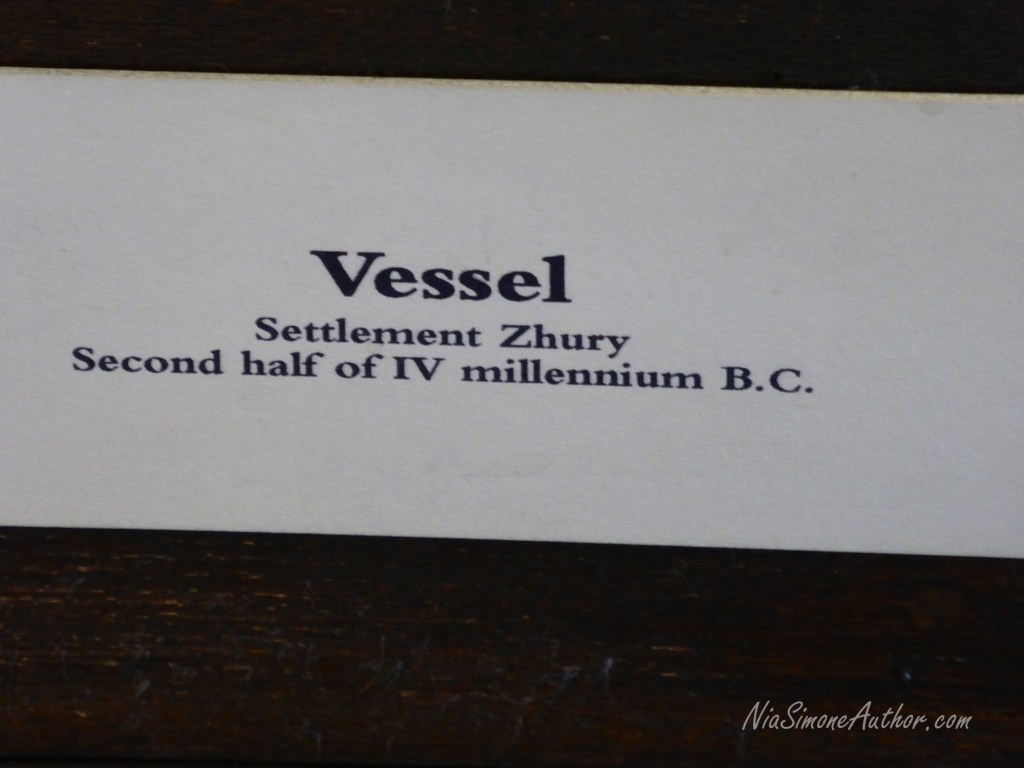 Vessel
Settlement Zhury
Second half of IV millennium B.C.
NiaSimoneAuthor.com